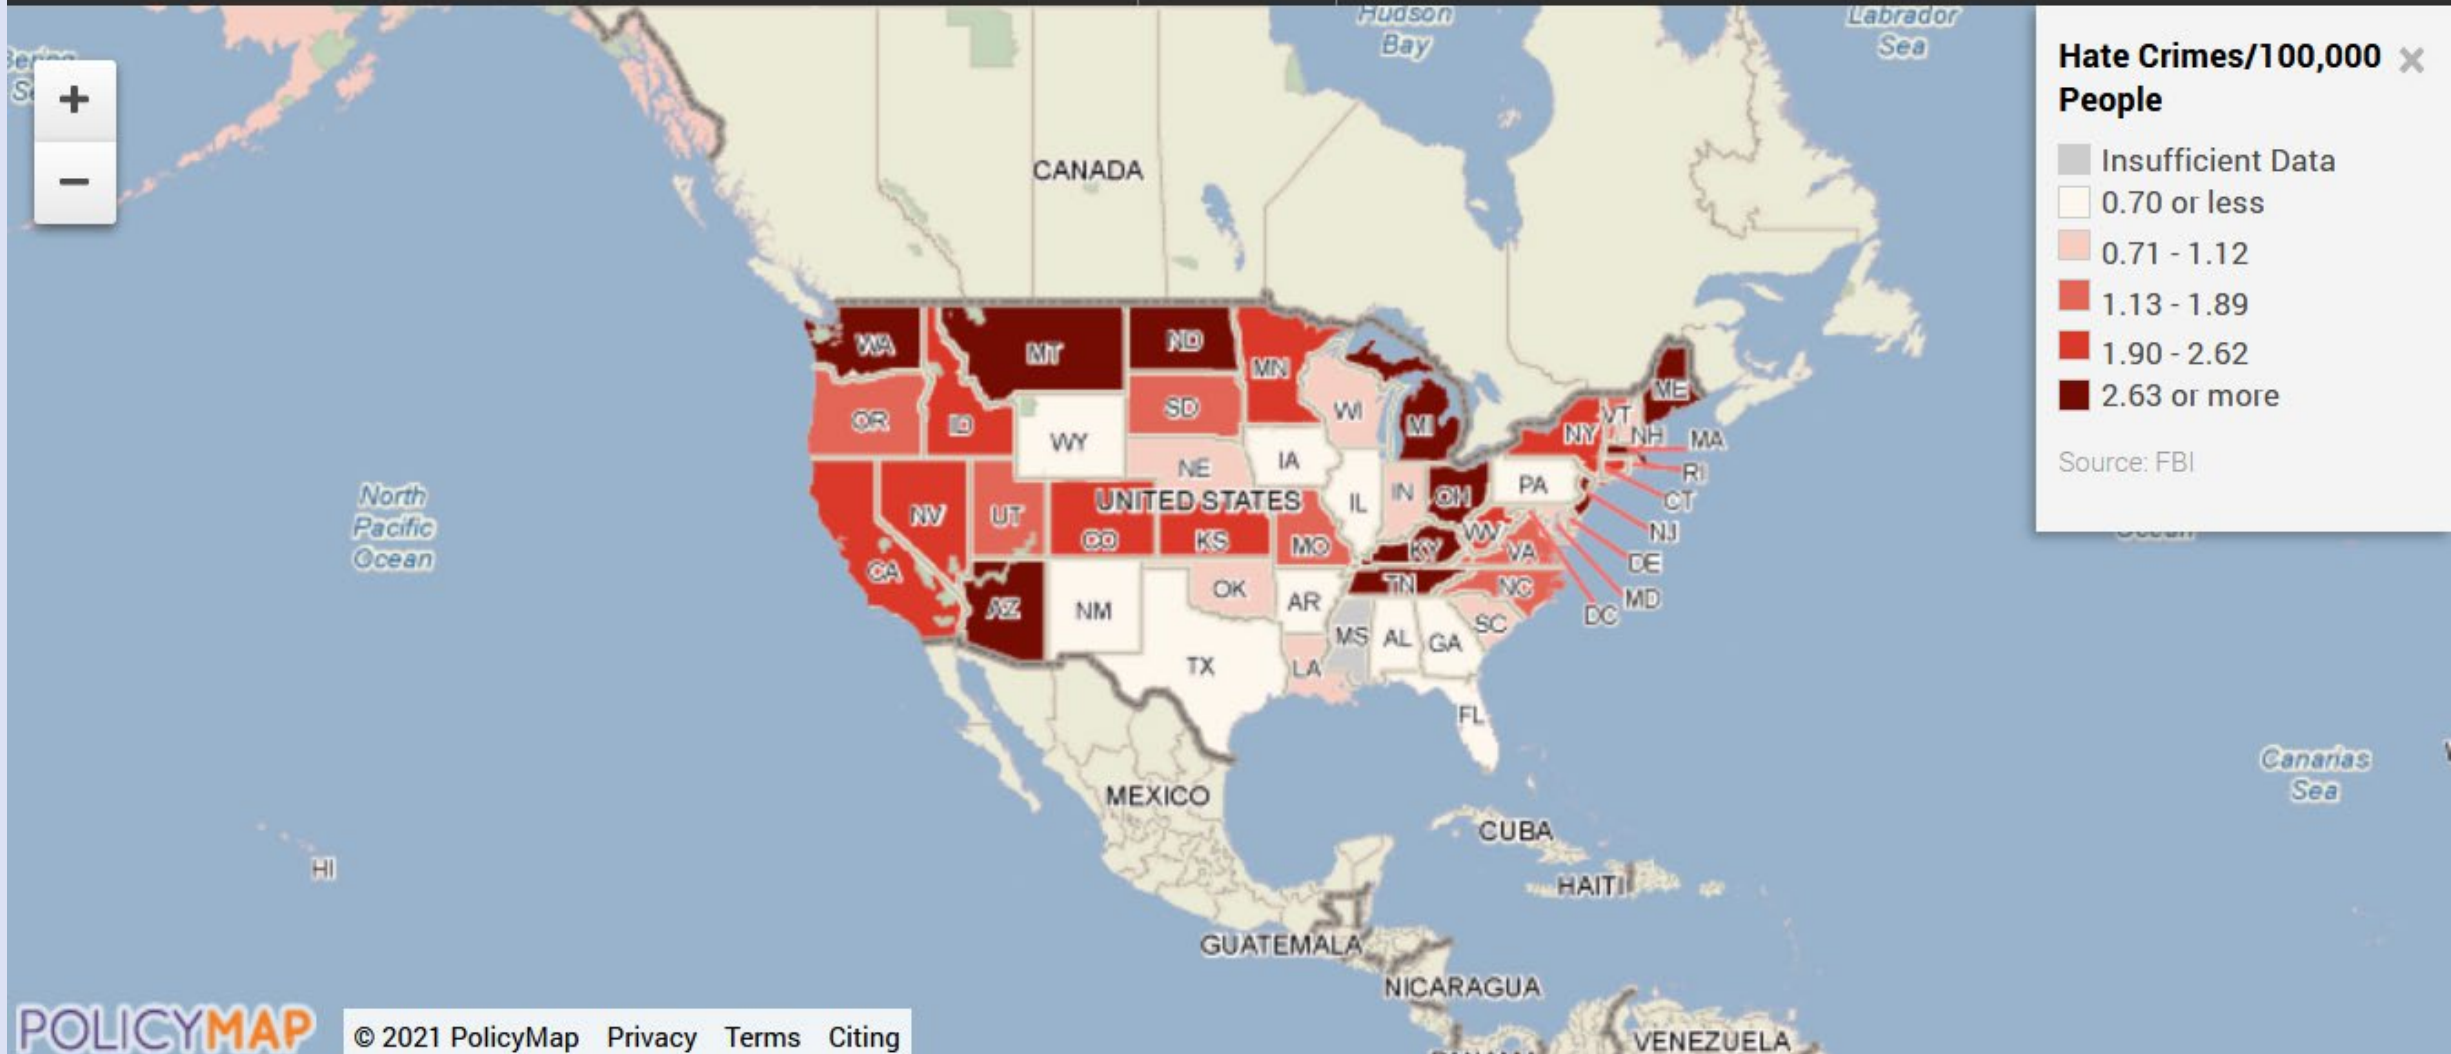 Hudson
Bay
Labrador
Sea
Bering
+
−
Hate Crimes/100,000
People
Insufficient Data
0.70 or less
0.71 - 1.12
1.13 - 1.89
1.90 - 2.62
2.63 or more
Source: FBI
CANADA
WA
MT
ND
MN
OR
ID
WY
SD
WI
MI
ME
VT
NH
NY
MA
NE
IA
IL
IN
OH
PA
RI
CT
NJ
North
Pacific
Ocean
UNITED STATES
NV
UT
CO
KS
MO
KY
WV
VA
DE
MD
DC
CA
AZ
NM
OK
AR
TN
NC
SC
MS
AL
GA
TX
LA
FL
Ocean
MEXICO
CUBA
HAITI
Canarias
Sea
HI
GUATEMALA
NICARAGUA
VENEZUELA
POLICYMAP
© 2021 PolicyMap Privacy Terms Citing